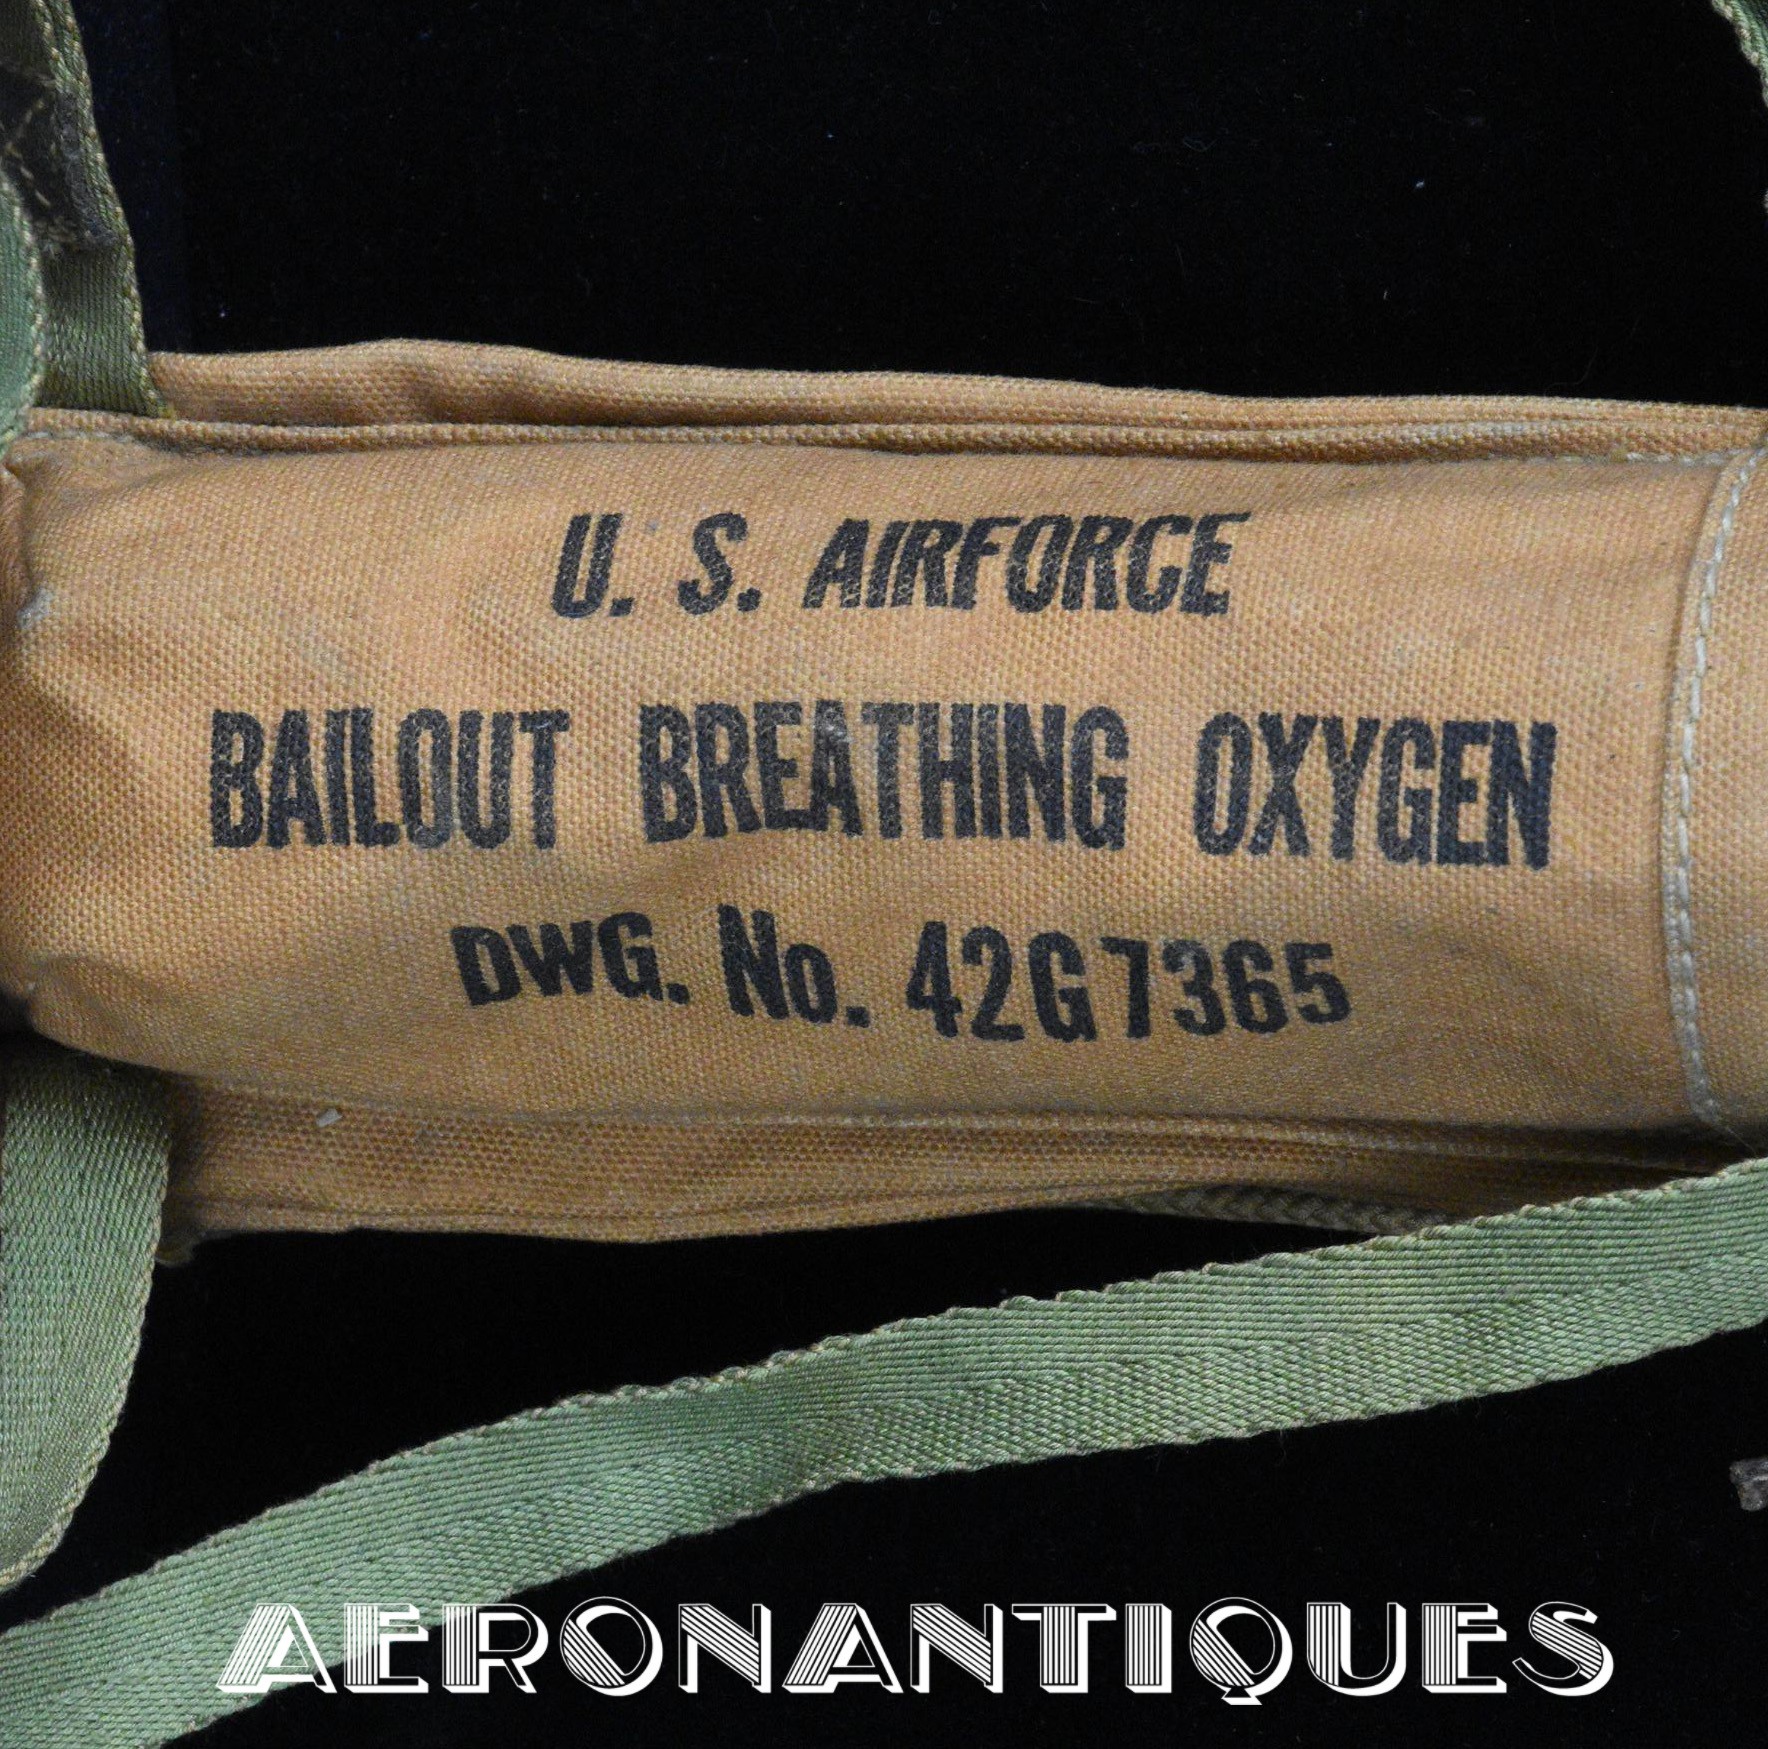 U. S. AIRFORCE
BAILOUT BREATHING OXYGEN
DWG. No. 42G7365
AERONANTIQUES